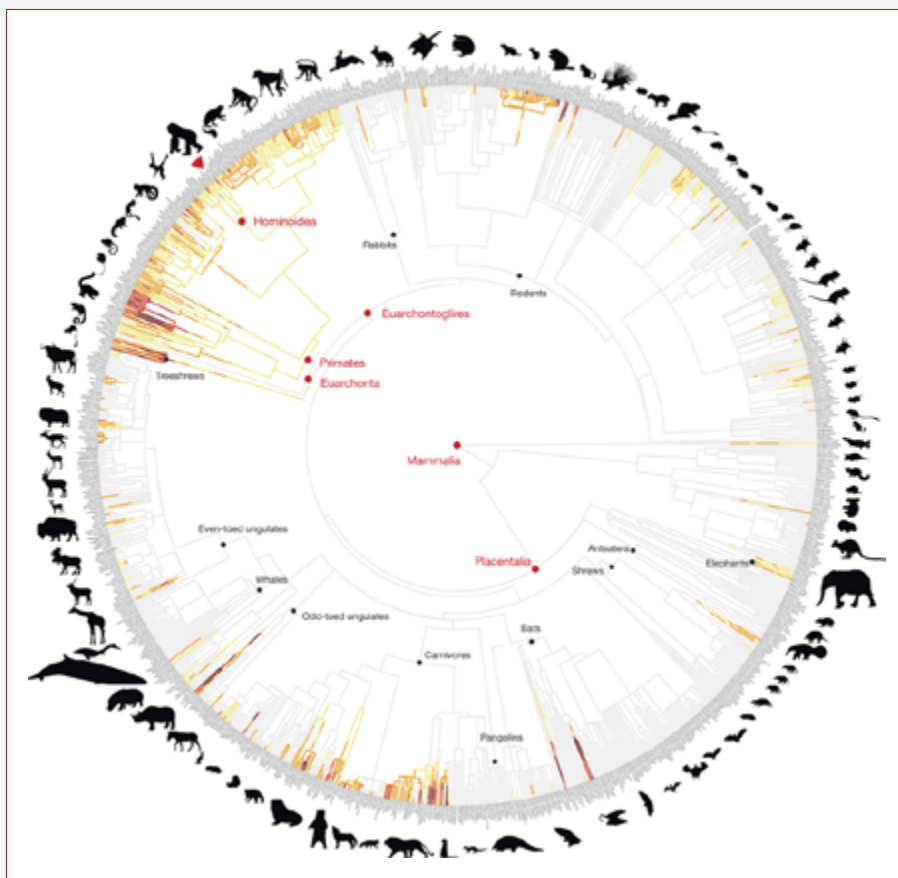 Hominoidea
Rabbits
Rodents
Euarchontoglires
Primates
Euarchonta
Treeshrews
Mammalia
Even-toed ungulates
Placentalia
Anteaters
Shrews
Elephants
Whales
Odd-toed ungulates
Bats
Carnivores
Pangolins